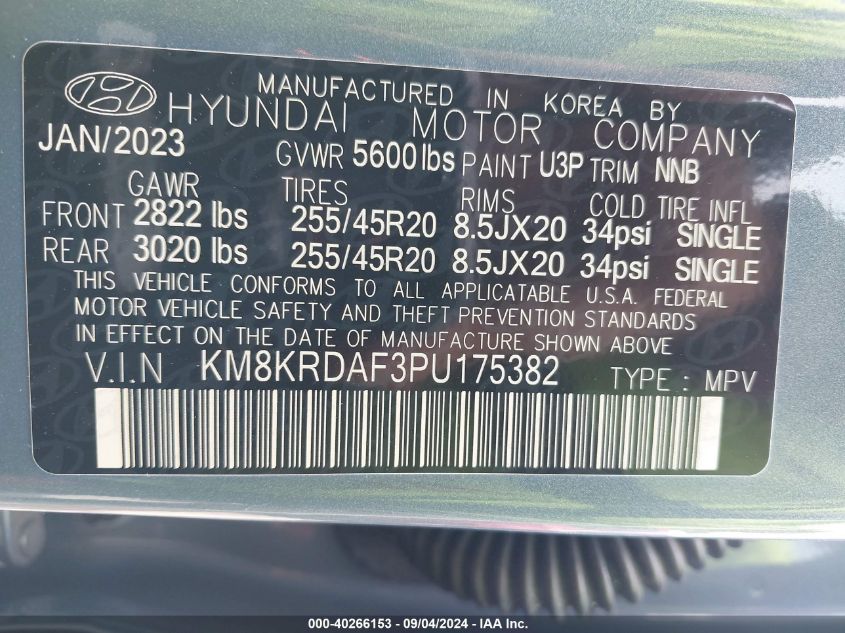 MANUFACTURED IN KOREA BY
HYUNDAI MOTOR COMPANY
JAN/2023 GVWR 5600lbs PAINT U3P TRIM NNB
GAWR TIRES RIMS COLD TIRE INFL
FRONT 2822 lbs 255/45R20 8.5JX20 34psi SINGLE
REAR 3020 lbs 255/45R20 8.5JX20 34psi SINGLE
THIS VEHICLE CONFORMS TO ALL APPLICATABLE U.S.A. FEDERAL
MOTOR VEHICLE SAFETY AND THEFT PREVENTION STANDARDS
IN EFFECT ON THE DATE OF MANUFACTURE SHOWN ABOVE
V.I.N KM8KRDAF3PU175382 TYPE : MPV
000-40266153 - 09/04/2024 - IAA Inc.